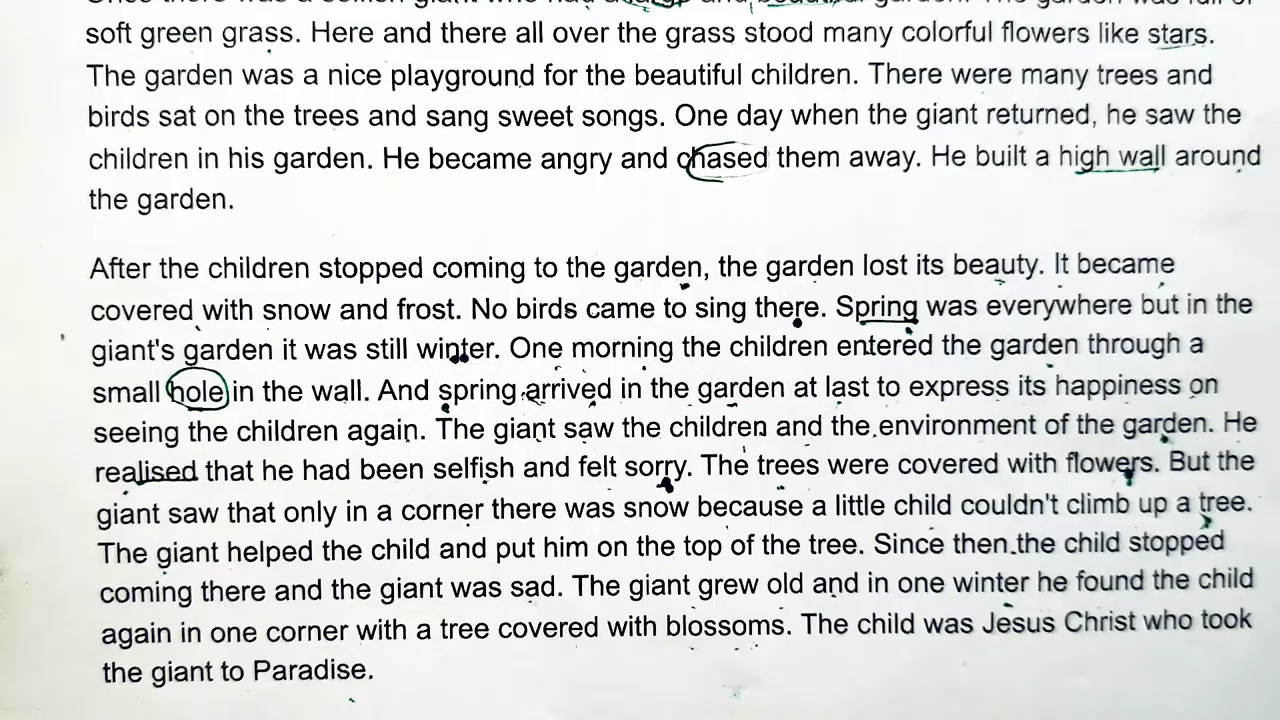 soft green grass. Here and there all over the grass stood many colorful flowers like stars.
The garden was a nice playground for the beautiful children. There were many trees and
birds sat on the trees and sang sweet songs. One day when the giant returned, he saw the
children in his garden. He became angry and chased them away. He built a high wall around
the garden.
After the children stopped coming to the garden, the garden lost its beauty. It became
covered with snow and frost. No birds came to sing there. Spring was everywhere but in the
giant's garden it was still winter. One morning the children entered the garden through a
small hole in the wall. And spring arrived in the garden at last to express its happiness on
seeing the children again. The giant saw the children and the environment of the garden. He
realised that he had been selfish and felt sorry. The trees were covered with flowers. But the
giant saw that only in a corner there was snow because a little child couldn't climb up a tree.
The giant helped the child and put him on the top of the tree. Since then the child stopped
coming there and the giant was sad. The giant grew old and in one winter he found the child
again in one corner with a tree covered with blossoms. The child was Jesus Christ who took
the giant to Paradise.